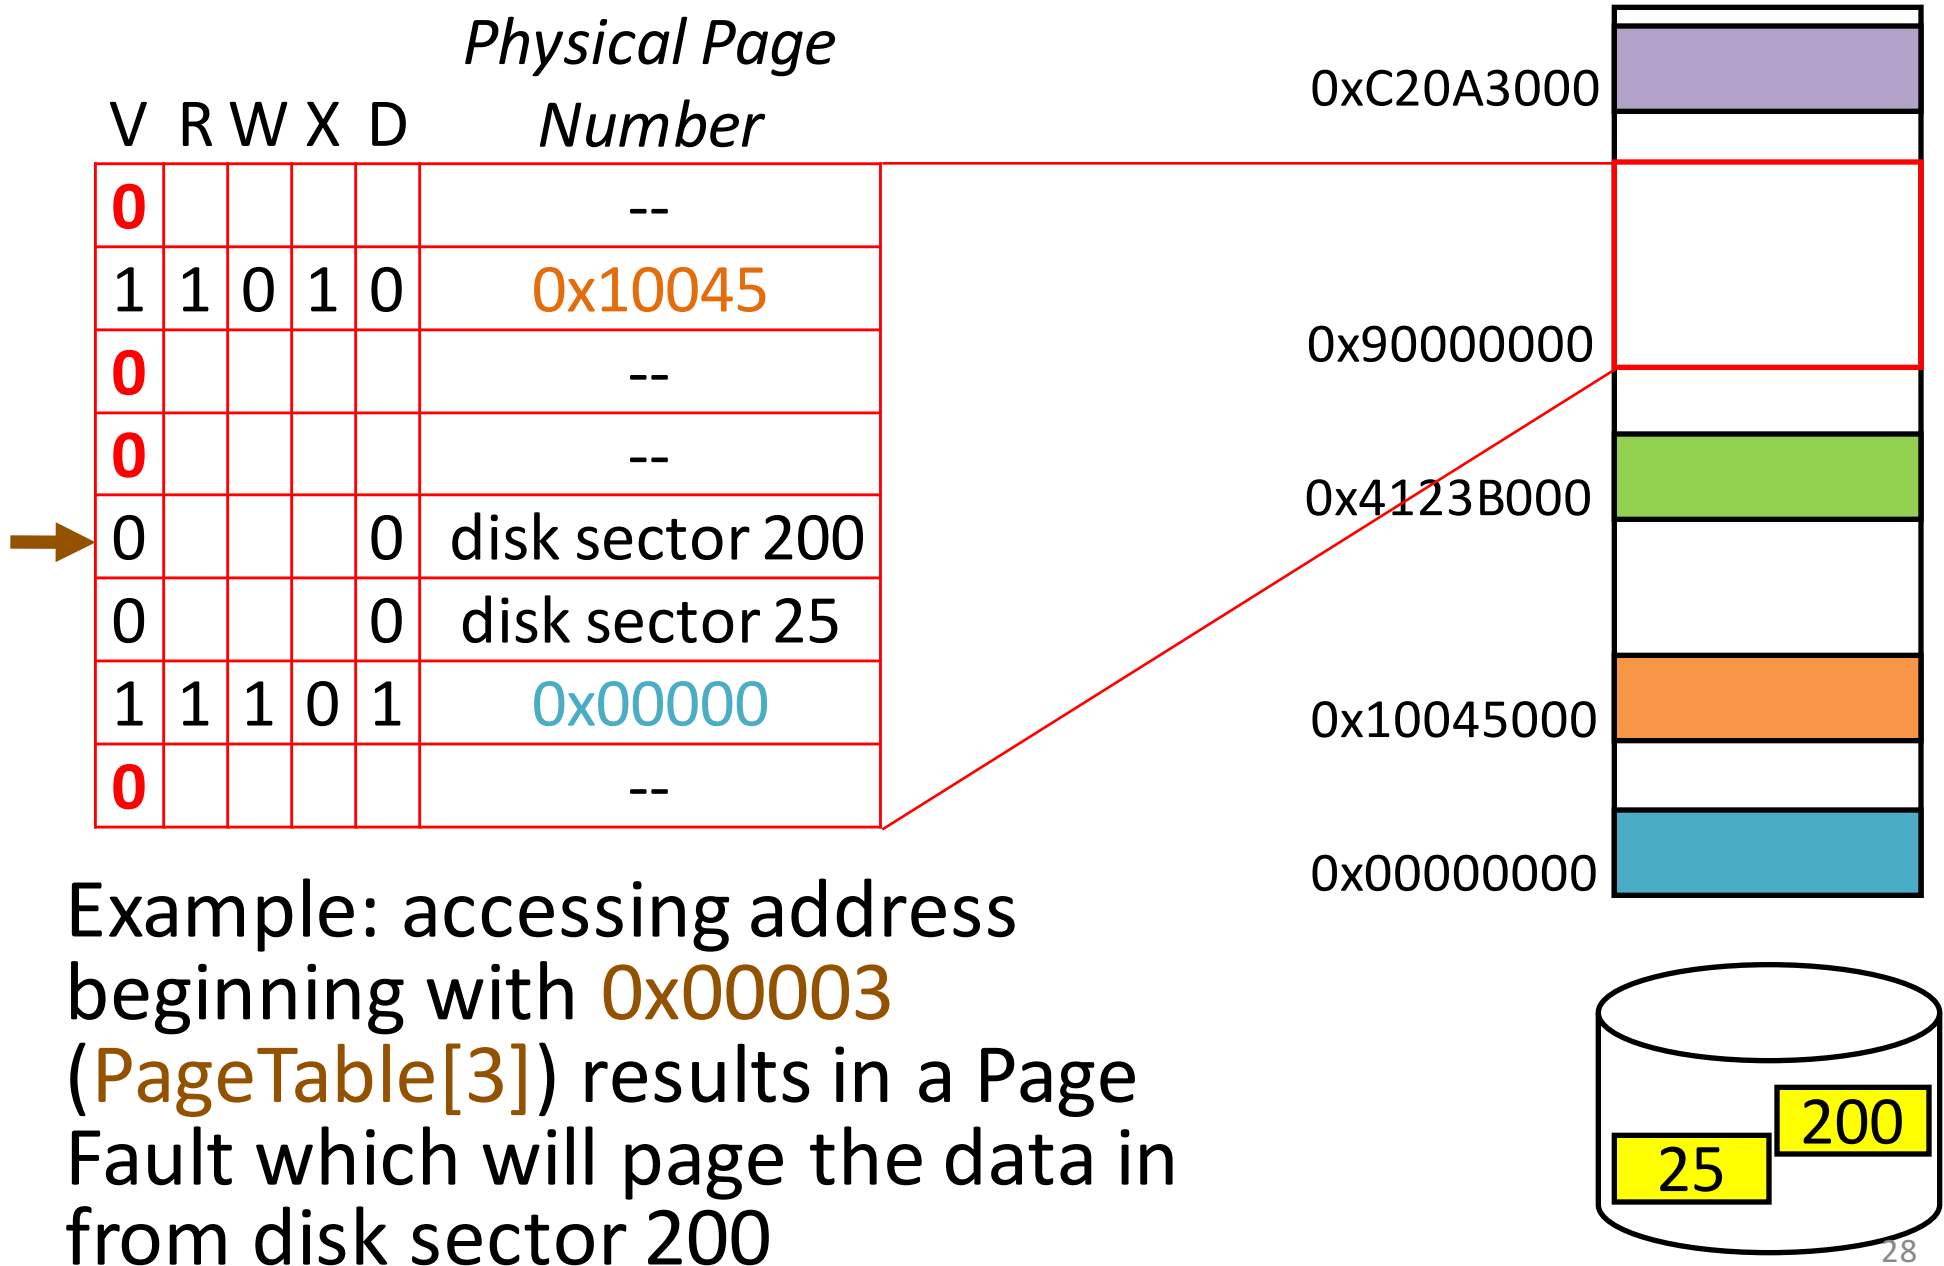 Physical Page
V R W X D Number
0 --
1 1 0 1 0 0x10045
0 --
0 --
0 0 disk sector 200
0 0 disk sector 25
1 1 1 0 1 0x00000
0 --
0xC20A3000
0x90000000
0x4123B000
0x10045000
0x00000000
Example: accessing address
beginning with 0x00003
(PageTable[3]) results in a Page
Fault which will page the data in
from disk sector 200
200
25
28